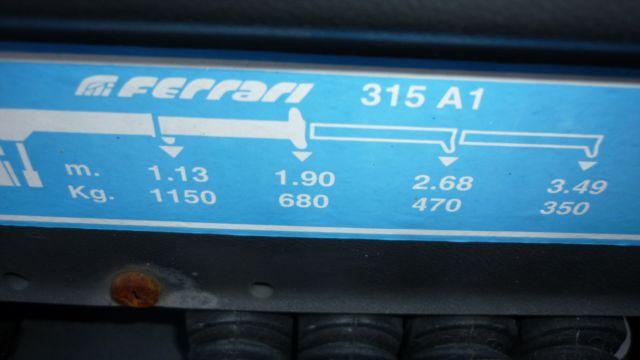 Ferrari 315 A1
m. 1.13 1.90 2.68 3.49
Kg. 1150 680 470 350